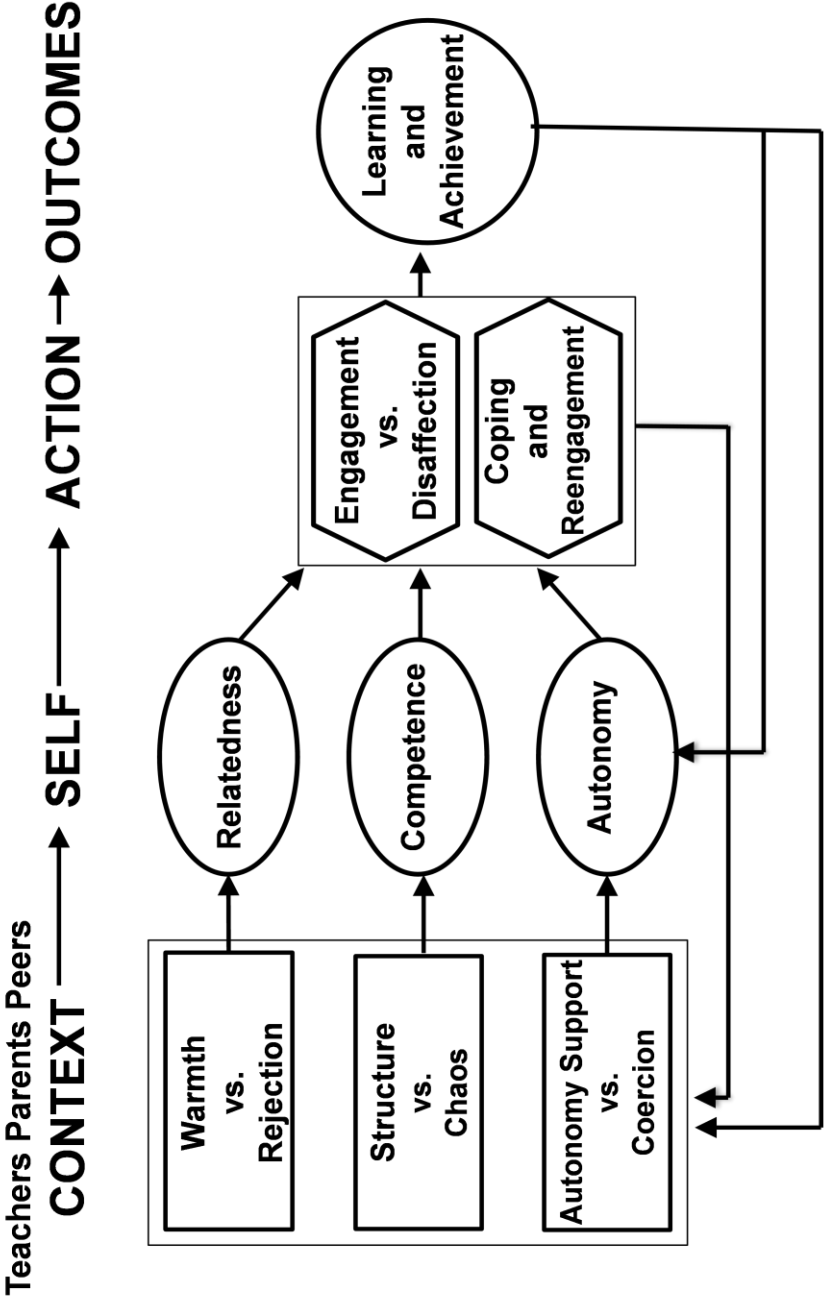 Teachers Parents Peers
CONTEXT SELF ACTION OUTCOMES
Warmth
vs.
Rejection
Structure
vs.
Chaos
Autonomy Support
vs.
Coercion
Relatedness
Competence
Autonomy
Engagement
vs.
Disaffection
Coping
and
Reengagement
Learning
and
Achievement